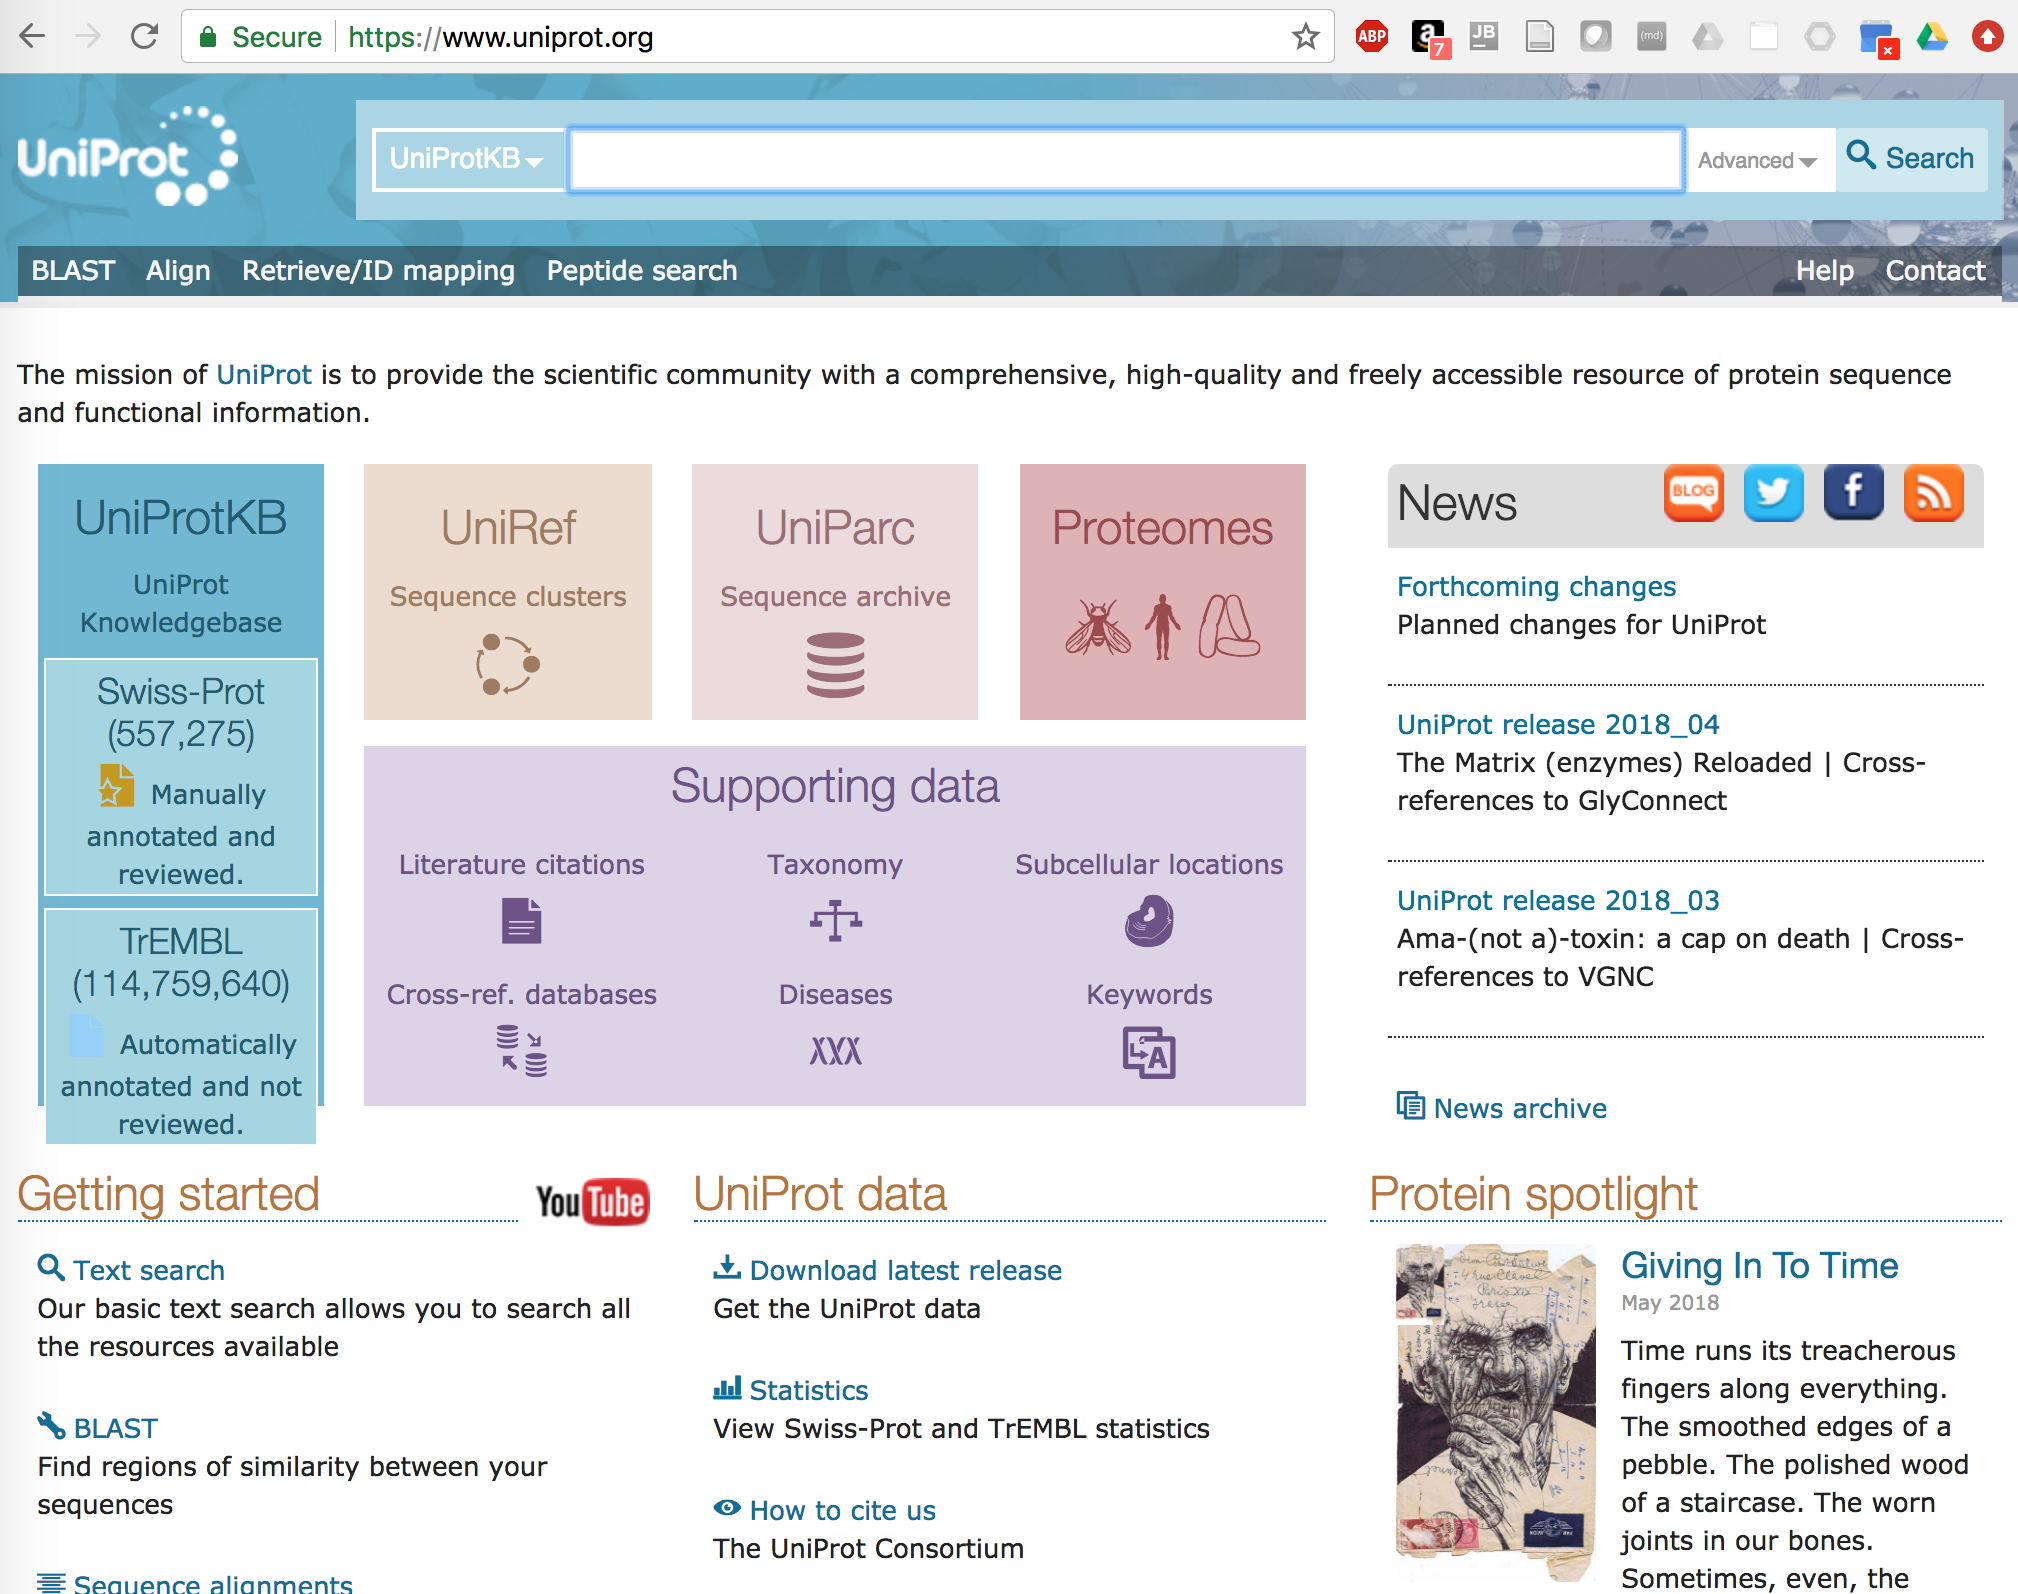 Secure https://www.uniprot.org
ABP
a
7
JB
(md)
UniProt
UniProtKB
Advanced
Search
BLAST Align Retrieve/ID mapping Peptide search
Help Contact
The mission of UniProt is to provide the scientific community with a comprehensive, high-quality and freely accessible resource of protein sequence
and functional information.
UniProtKB
UniProt
Knowledgebase
Swiss-Prot
(557,275)
Manually
annotated and
reviewed.
TrEMBL
(114,759,640)
Automatically
annotated and not
reviewed.
UniRef
Sequence clusters
UniParc
Sequence archive
Proteomes
Supporting data
Literature citations
Taxonomy
Subcellular locations
Cross-ref. databases
Diseases
Keywords
A
News
BLOG
f
Forthcoming changes
Planned changes for UniProt
UniProt release 2018_04
The Matrix (enzymes) Reloaded | Cross-
references to GlyConnect
UniProt release 2018_03
Ama-(not a)-toxin: a cap on death | Cross-
references to VGNC
News archive
Getting started
YouTube
Text search
Our basic text search allows you to search all
the resources available
BLAST
Find regions of similarity between your
sequences
Sequence alignments
UniProt data
Download latest release
Get the UniProt data
Statistics
View Swiss-Prot and TrEMBL statistics
How to cite us
The UniProt Consortium
Protein spotlight
Giving In To Time
May 2018
Time runs its treacherous
fingers along everything.
The smoothed edges of a
pebble. The polished wood
of a staircase. The worn
joints in our bones.
Sometimes, even, the